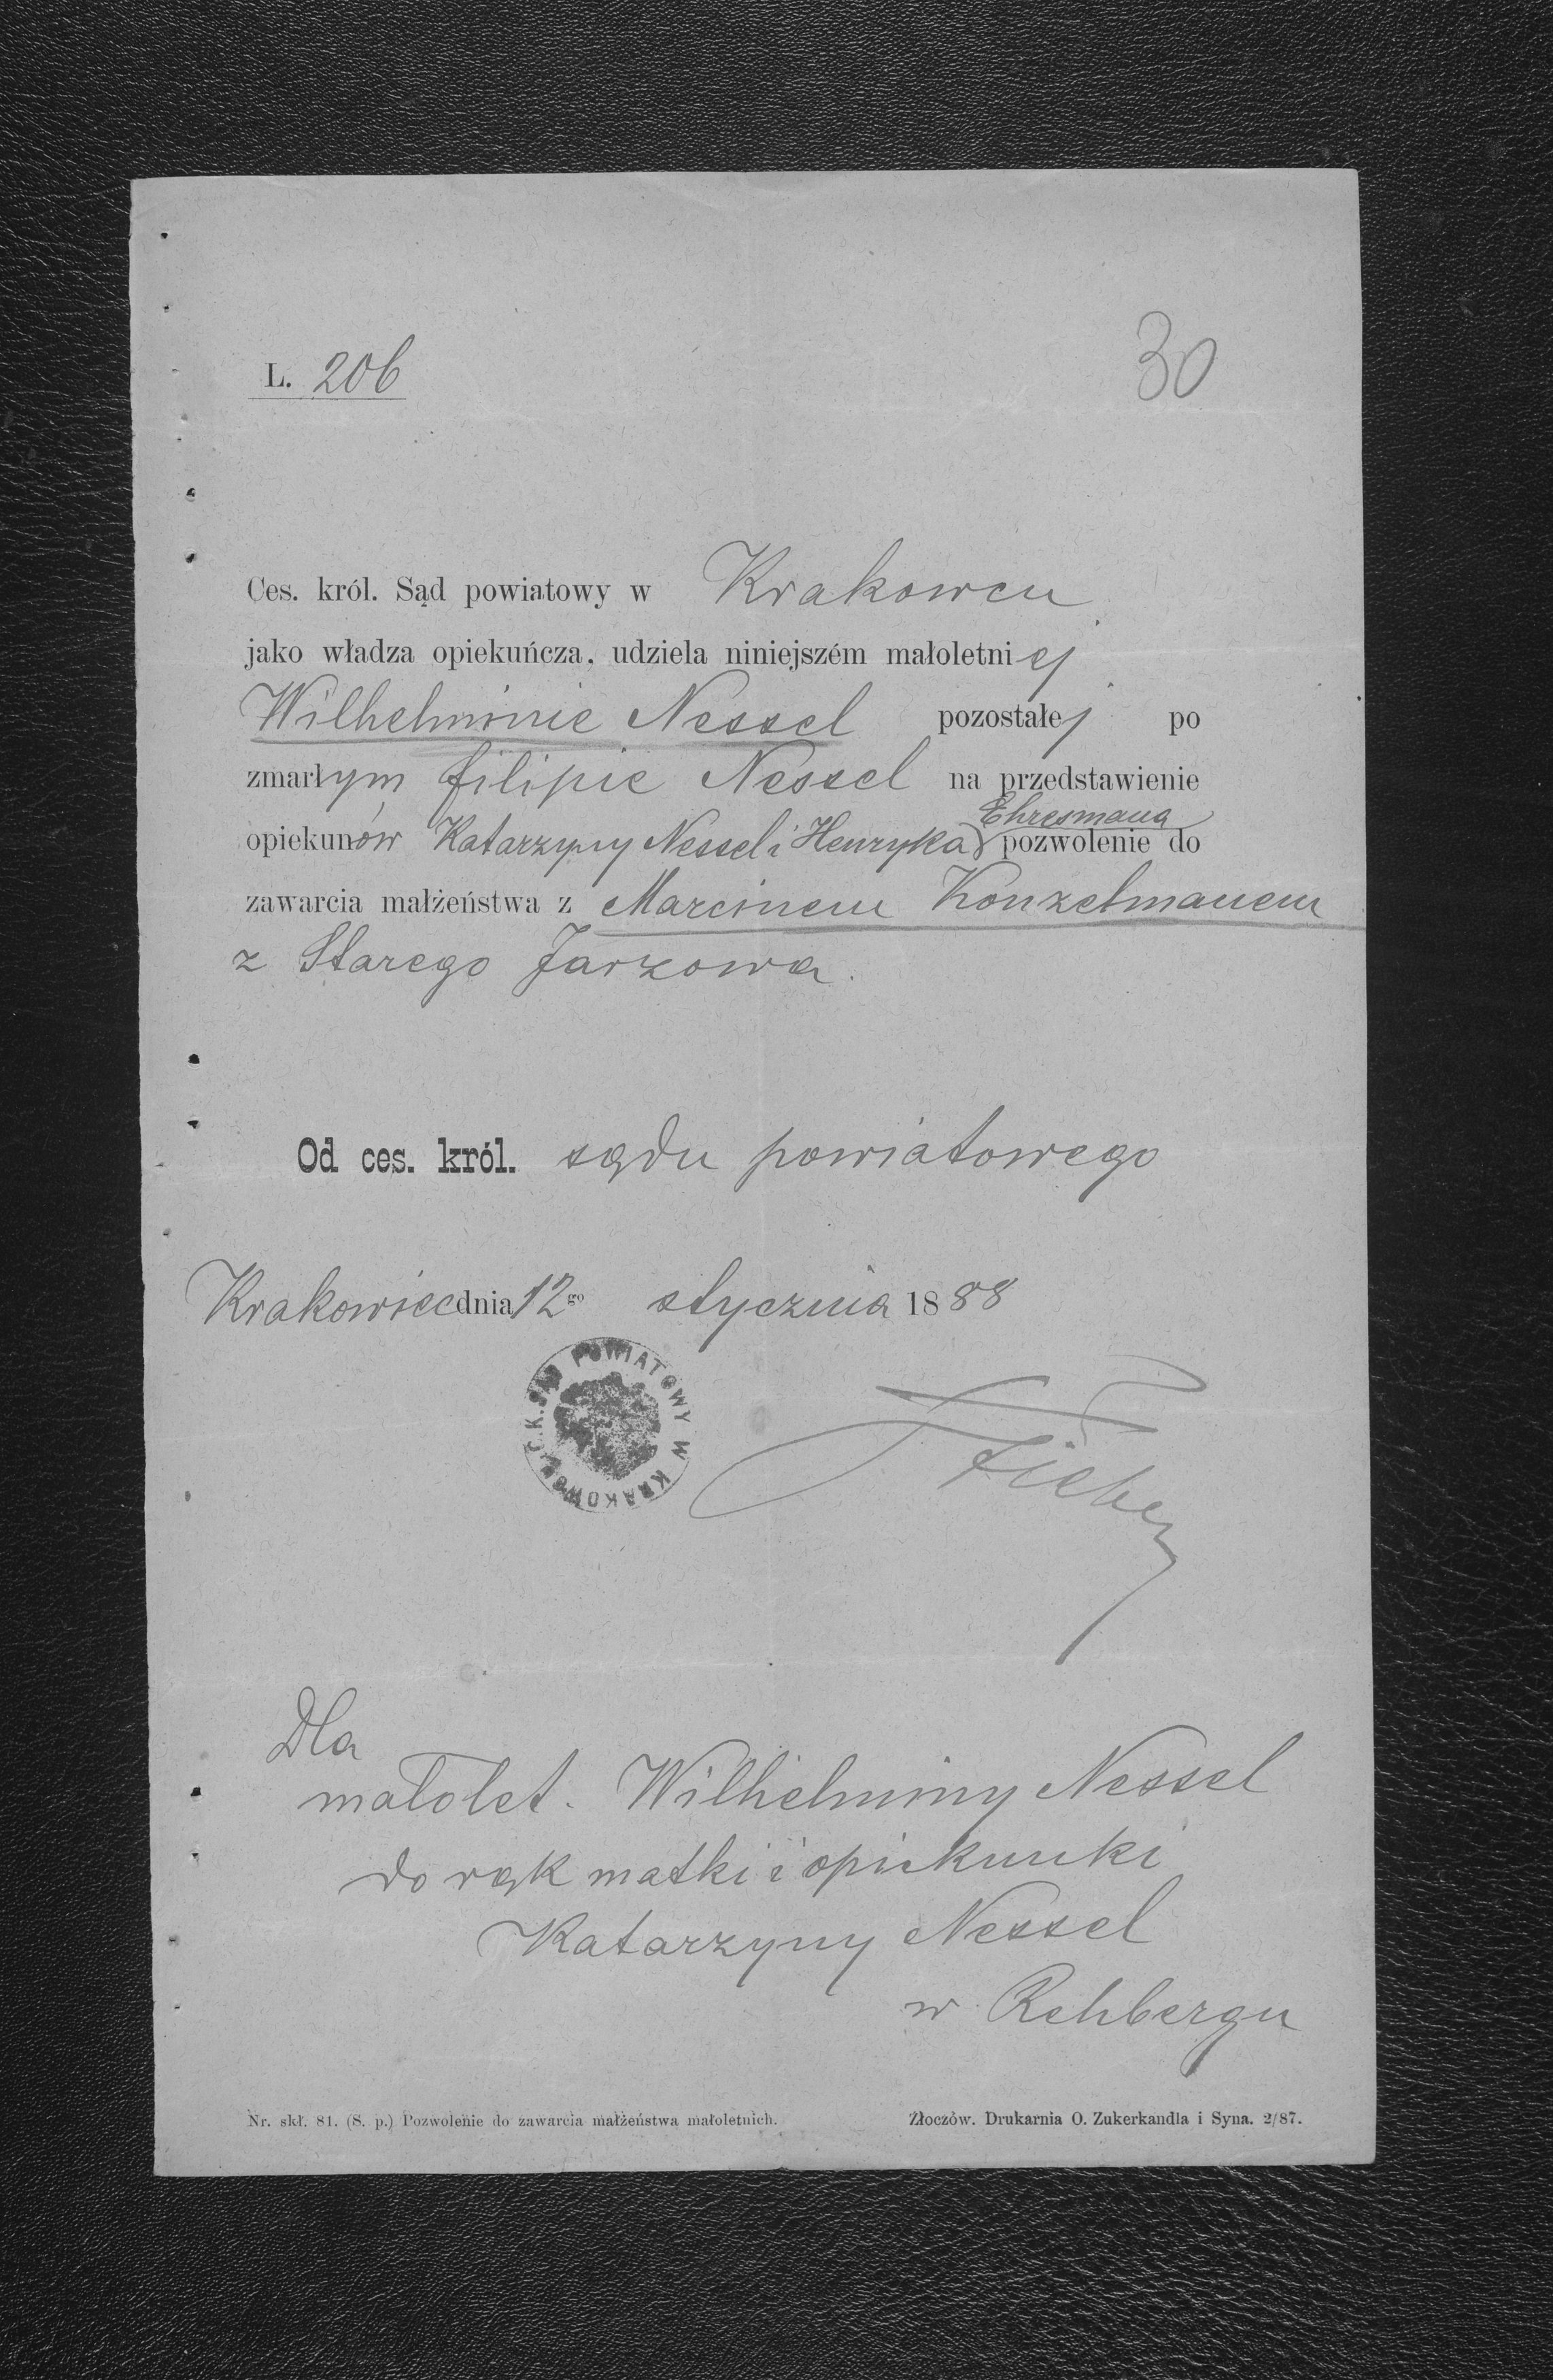 L. 206
30
Ces. król. Sąd powiatowy w Krakowcu
jako władza opiekuńcza, udziela niniejszém małoletniej
Wilhelminie Nessel pozostałej po
zmarłym Filipie Nessel na przedstawienie
Ehresmana
opiekunów Katarzyny Nessel i Henryka pozwolenie do
zawarcia małżeństwa z Marcinem Konzelmanem
z Starego Jarzowa.
Od ces. król. sądu powiatowego
Krakowiec dnia 12go stycznia 1888
C.K. SĄD POWIATOWY W KRAKOWCU
Dla
małolet. Wilhelminy Nessel
do rąk matki i opiekunki
Katarzyny Nessel
w Rehbergu
Nr. skł. 81. (S. p.) Pozwolenie do zawarcia małżeństwa małoletnich. Złoczów. Drukarnia O. Zukerkandla i Syna. 2/87.